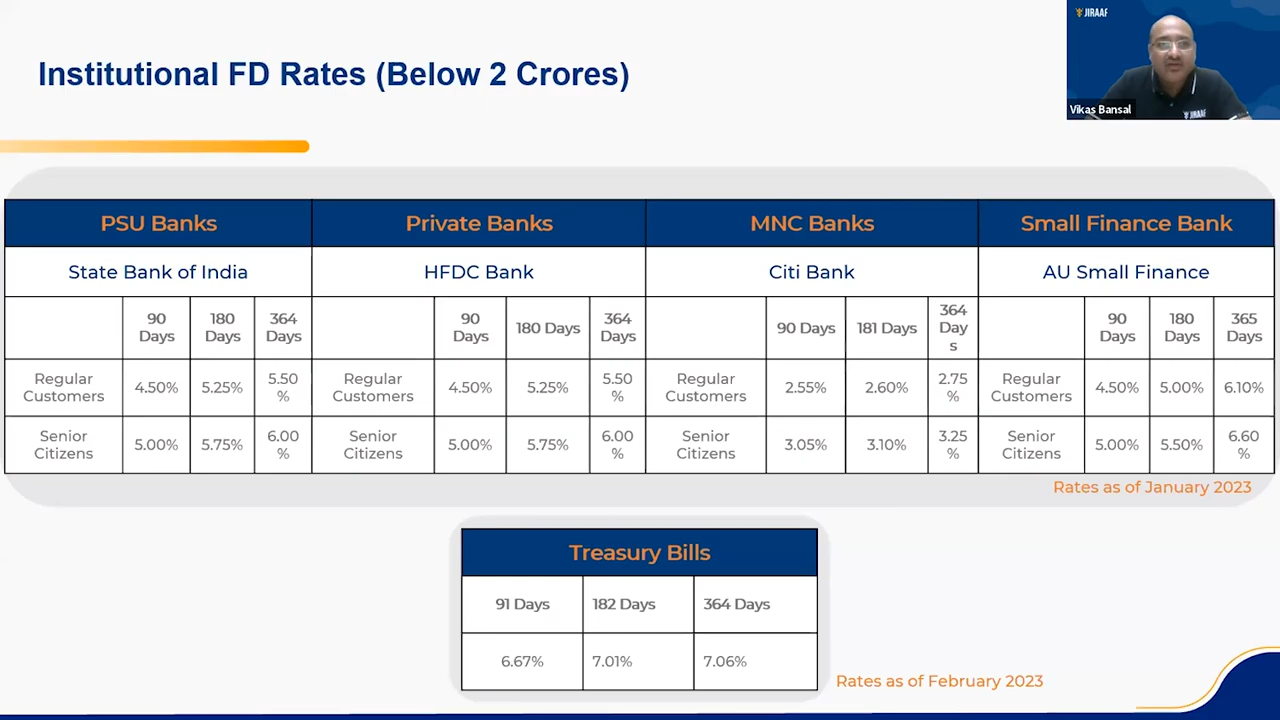 JIRAAF
Institutional FD Rates (Below 2 Crores)
Vikas Bansal
JIRAAF
PSU Banks Private Banks MNC Banks Small Finance Bank
State Bank of India HFDC Bank Citi Bank AU Small Finance
90 Days 180 Days 364 Days 90 Days 180 Days 364 Days 90 Days 181 Days 364 Day s 90 Days 180 Days 365 Days
Regular Customers 4.50% 5.25% 5.50 % Regular Customers 4.50% 5.25% 5.50 % Regular Customers 2.55% 2.60% 2.75 % Regular Customers 4.50% 5.00% 6.10%
Senior Citizens 5.00% 5.75% 6.00 % Senior Citizens 5.00% 5.75% 6.00 % Senior Citizens 3.05% 3.10% 3.25 % Senior Citizens 5.00% 5.50% 6.60 %
Rates as of January 2023
Treasury Bills
91 Days 182 Days 364 Days
6.67% 7.01% 7.06%
Rates as of February 2023